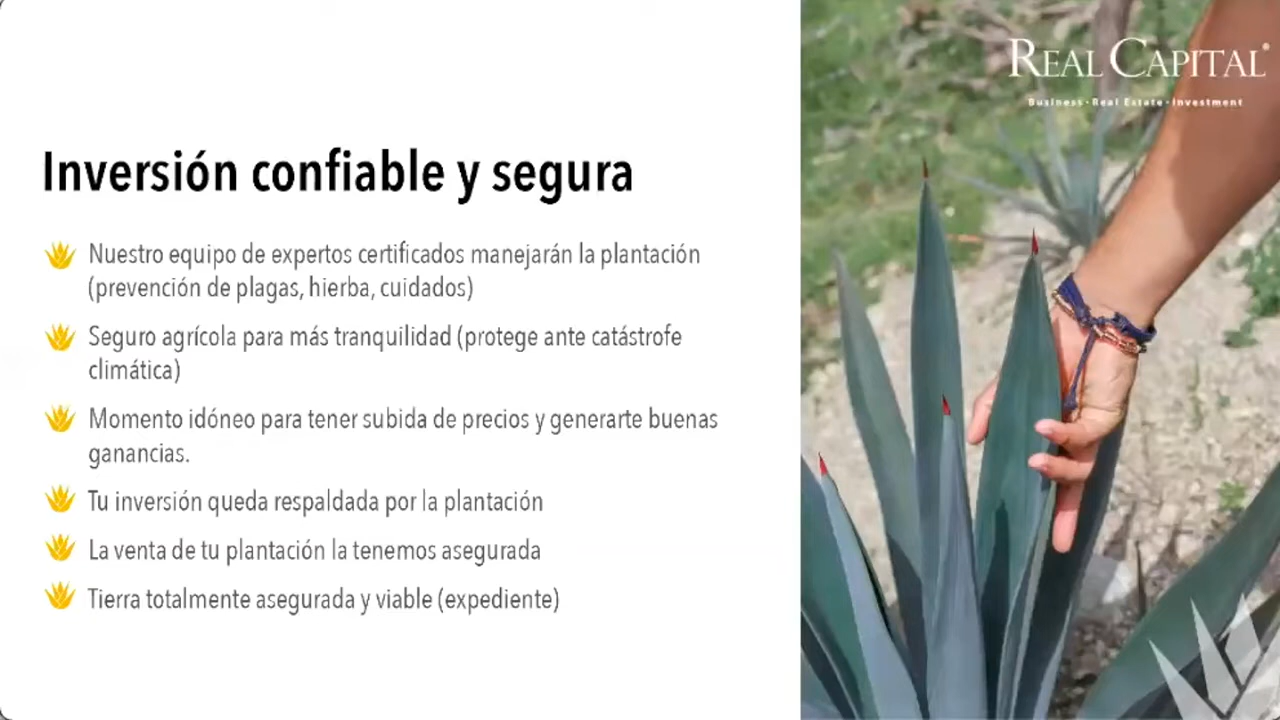 REAL CAPITAL®
Business · Real Estate · Investment
Inversión confiable y segura
Nuestro equipo de expertos certificados manejarán la plantación
(prevención de plagas, hierba, cuidados)
Seguro agrícola para más tranquilidad (protege ante catástrofe
climática)
Momento idóneo para tener subida de precios y generarte buenas
ganancias.
Tu inversión queda respaldada por la plantación
La venta de tu plantación la tenemos asegurada
Tierra totalmente asegurada y viable (expediente)